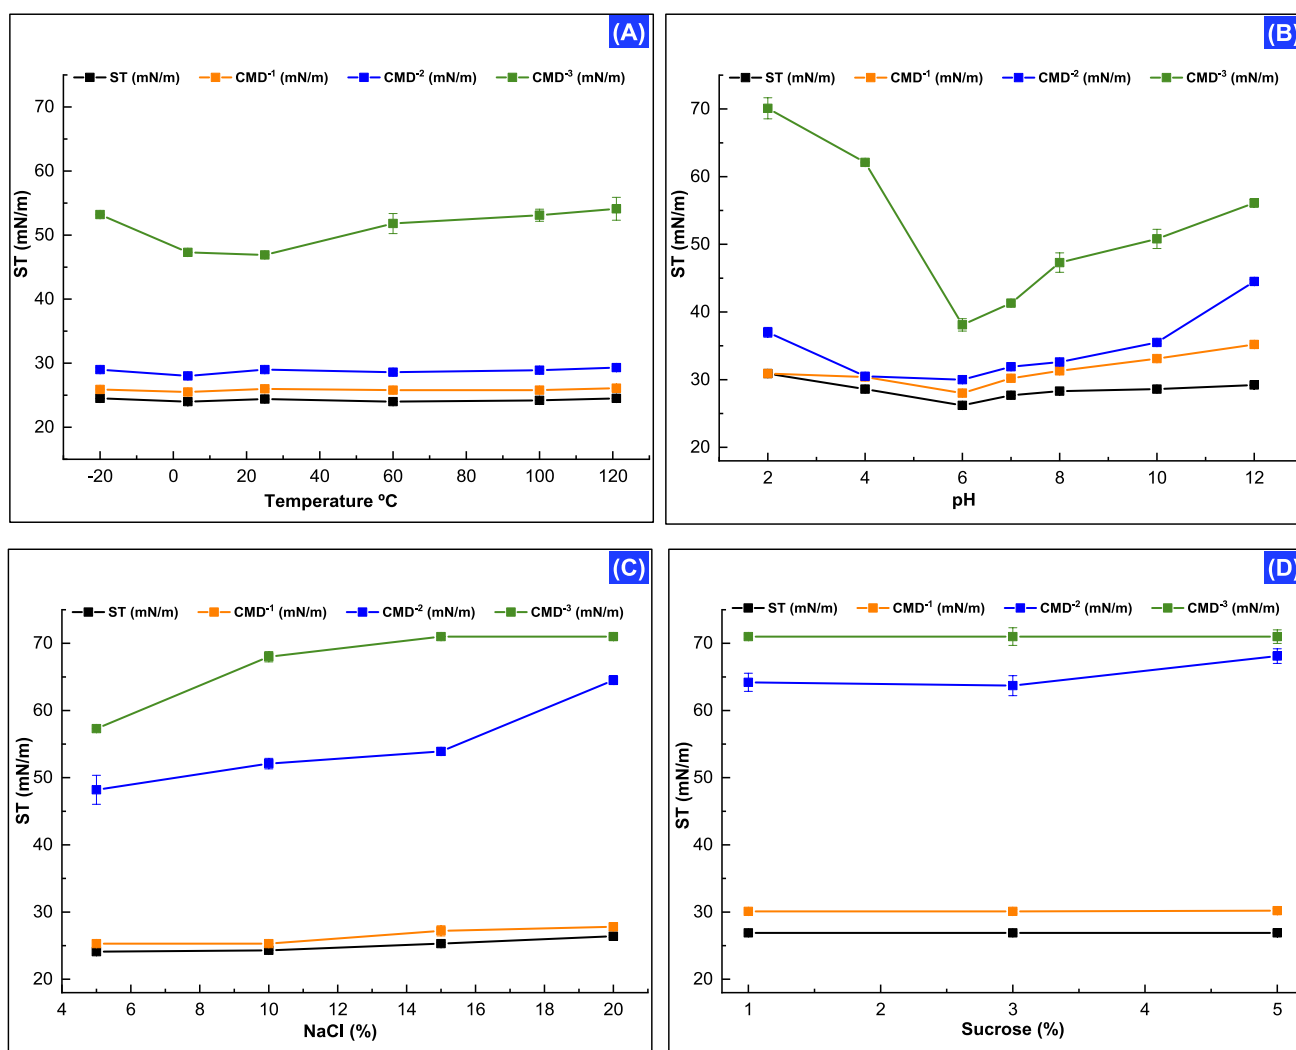 (A)
ST (mN/m) CMD-1 (mN/m) CMD-2 (mN/m) CMD-3 (mN/m)
70
60
50
40
30
20
ST (mN/m)
-20 0 20 40 60 80 100 120
Temperature ºC
(B)
ST (mN/m) CMD-1 (mN/m) CMD-2 (mN/m) CMD-3 (mN/m)
70
60
50
40
30
20
ST (mN/m)
2 4 6 8 10 12
pH
(C)
ST (mN/m) CMD-1 (mN/m) CMD-2 (mN/m) CMD-3 (mN/m)
70
60
50
40
30
20
ST (mN/m)
4 6 8 10 12 14 16 18 20
NaCl (%)
(D)
ST (mN/m) CMD-1 (mN/m) CMD-2 (mN/m) CMD-3 (mN/m)
70
60
50
40
30
20
ST (mN/m)
1 2 3 4 5
Sucrose (%)